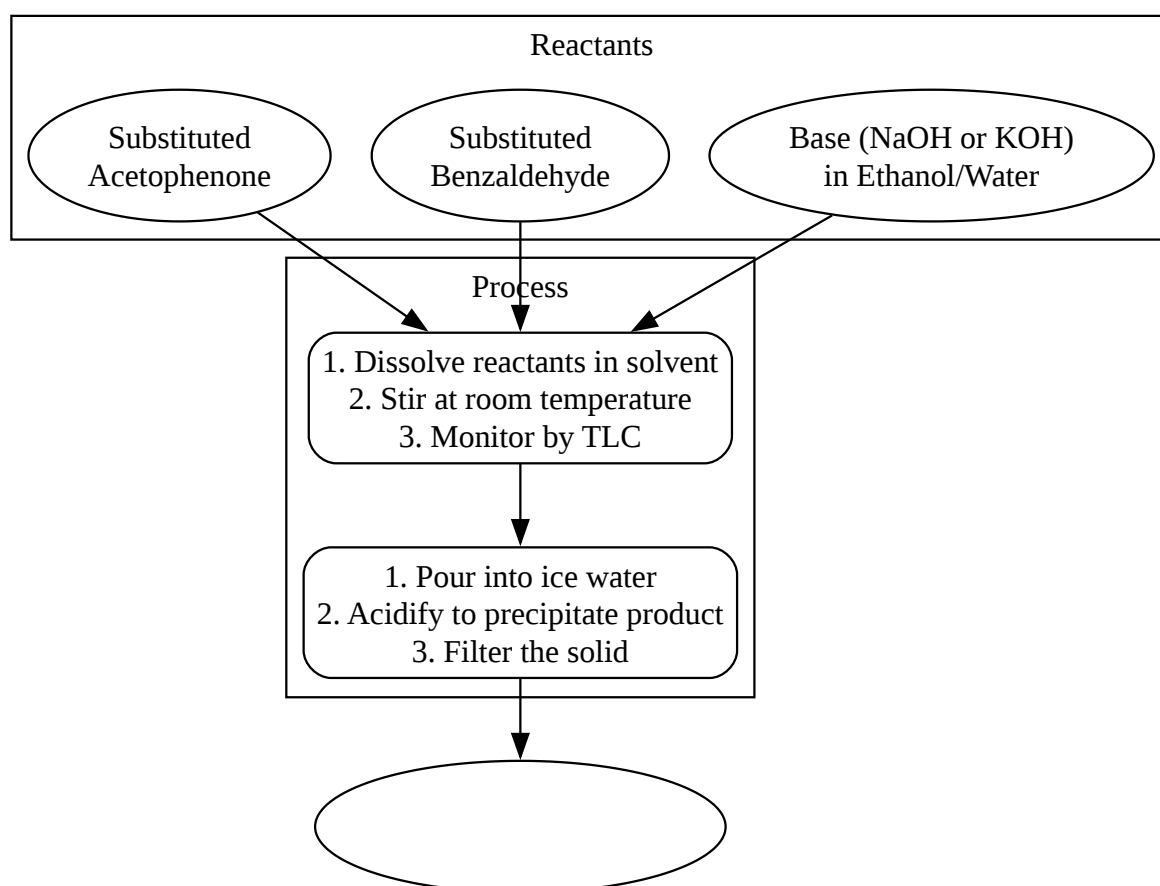 Reactants
Substituted
Acetophenone
Substituted
Benzaldehyde
Base (NaOH or KOH)
in Ethanol/Water
Process
1. Dissolve reactants in solvent
2. Stir at room temperature
3. Monitor by TLC
1. Pour into ice water
2. Acidify to precipitate product
3. Filter the solid